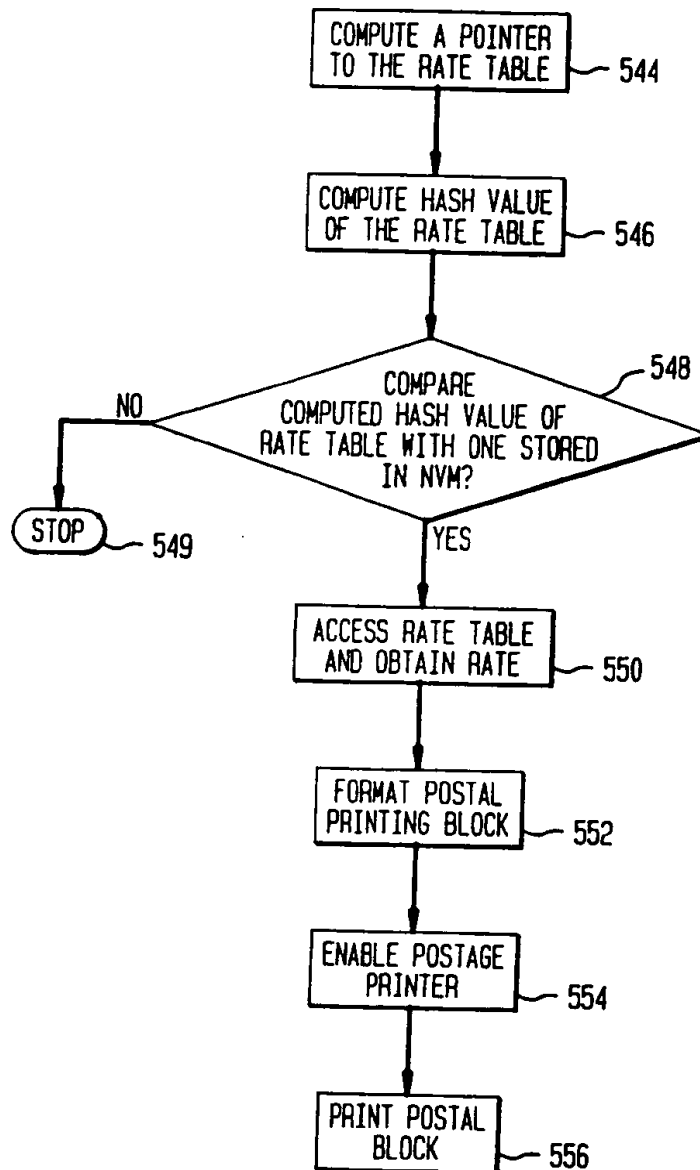 COMPUTE A POINTER
TO THE RATE TABLE
544
COMPUTE HASH VALUE
OF THE RATE TABLE
546
548
COMPARE
COMPUTED HASH VALUE OF
RATE TABLE WITH ONE STORED
IN NVM?
NO
STOP
549
YES
ACCESS RATE TABLE
AND OBTAIN RATE
550
FORMAT POSTAL
PRINTING BLOCK
552
ENABLE POSTAGE
PRINTER
554
PRINT POSTAL
BLOCK
556